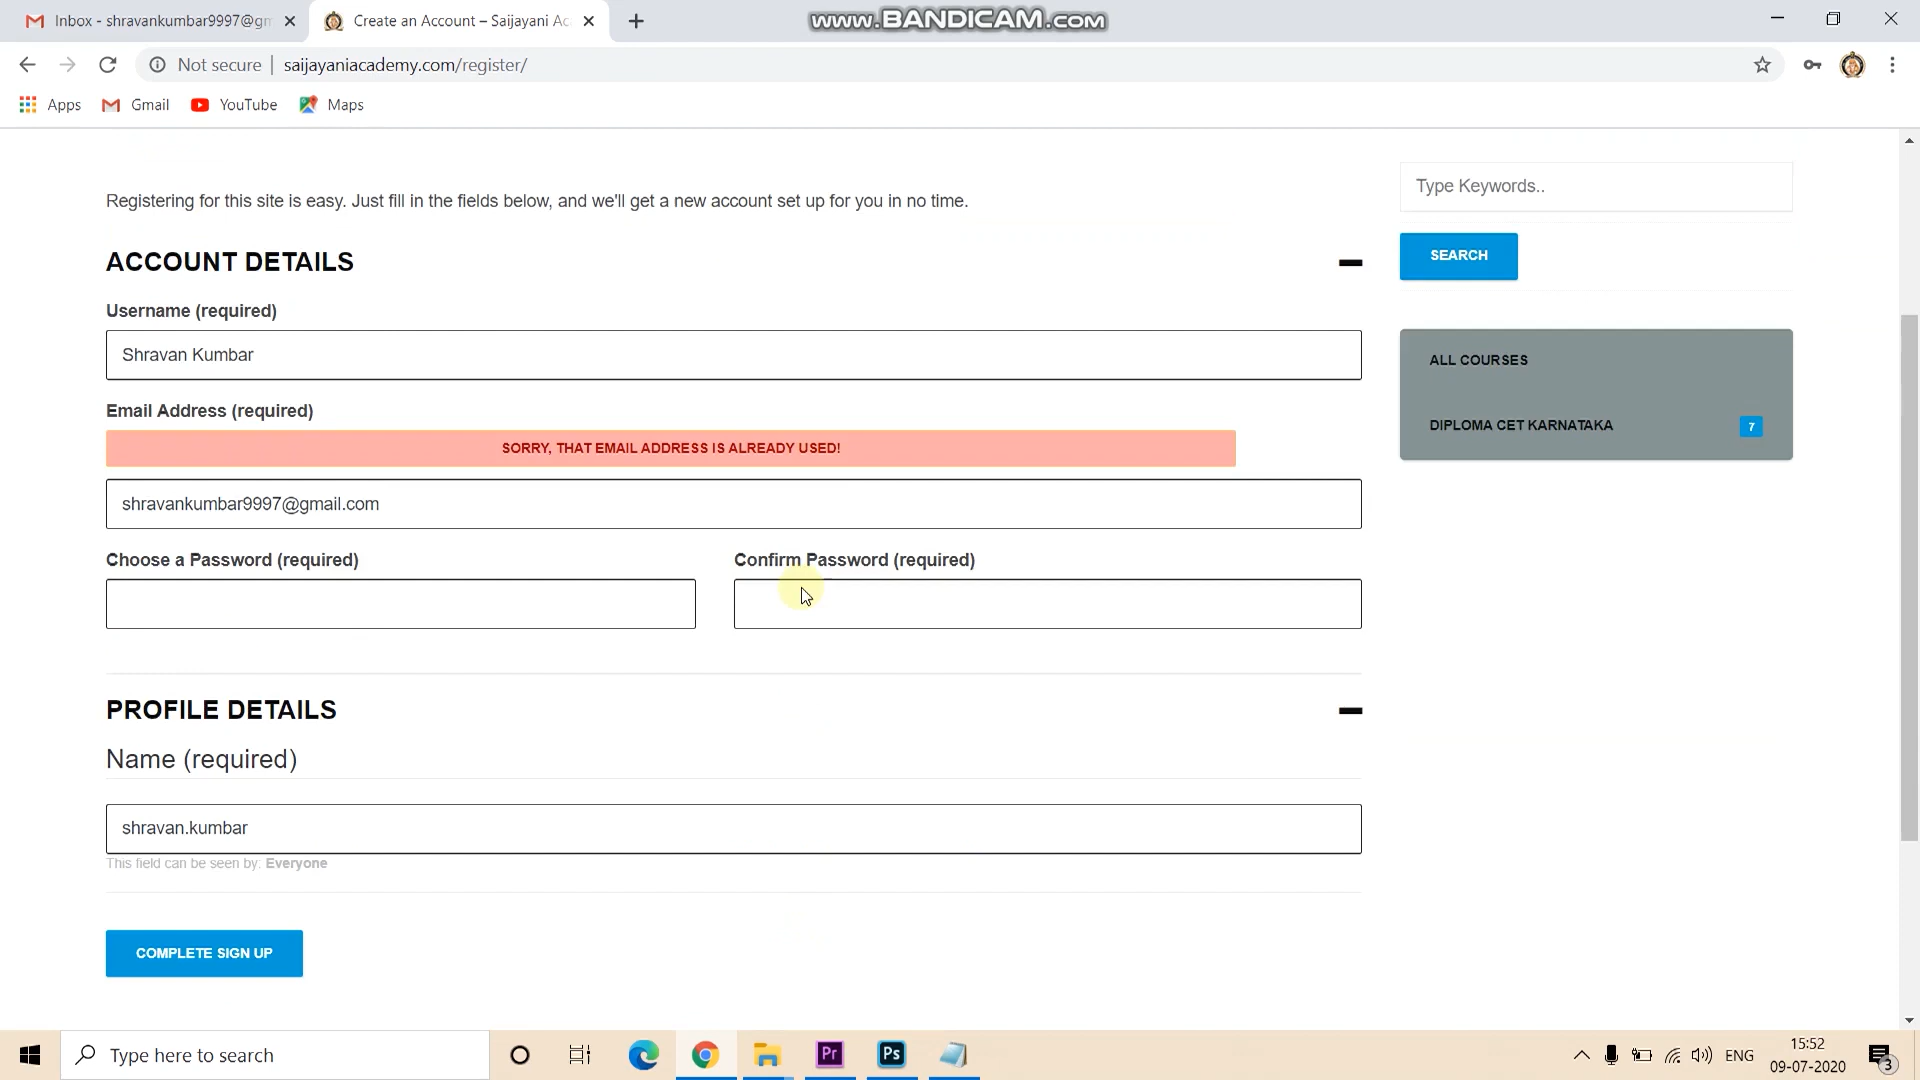 Inbox - shravankumbar9997@gm
Create an Account – Saijayani Ac
www.BANDICAM.com
Not secure
saijayaniacademy.com/register/
Apps
Gmail
YouTube
Maps
Registering for this site is easy. Just fill in the fields below, and we'll get a new account set up for you in no time.
Type Keywords..
SEARCH
ACCOUNT DETAILS
Username (required)
Shravan Kumbar
ALL COURSES
DIPLOMA CET KARNATAKA
7
Email Address (required)
SORRY, THAT EMAIL ADDRESS IS ALREADY USED!
shravankumbar9997@gmail.com
Choose a Password (required)
Confirm Password (required)
PROFILE DETAILS
Name (required)
shravan.kumbar
This field can be seen by: Everyone
COMPLETE SIGN UP
Type here to search
Pr
Ps
ENG
15:52
09-07-2020
3